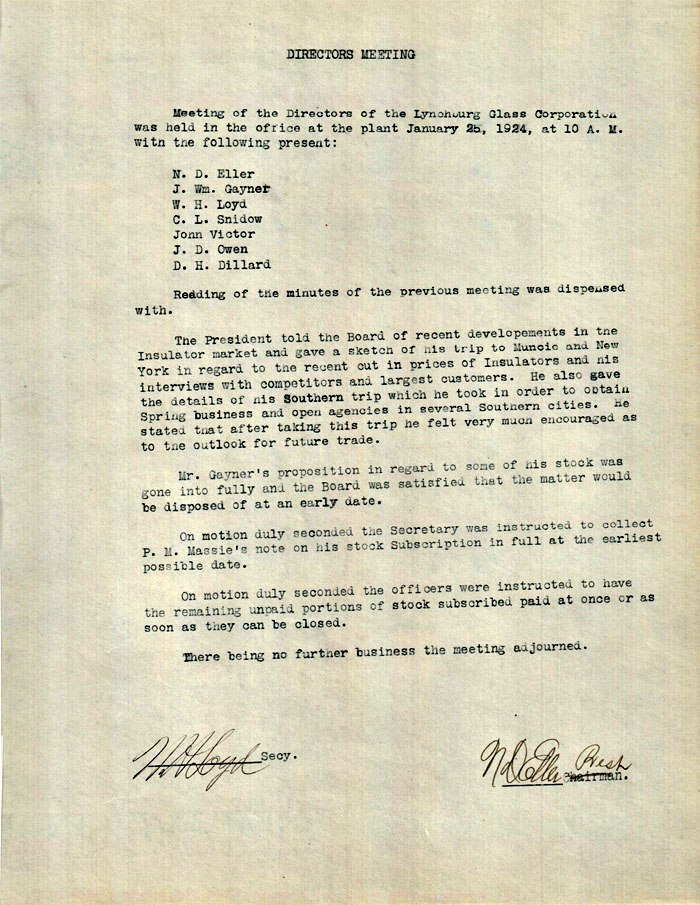 DIRECTORS MEETING
Meeting of the Directors of the Lynchburg Glass Corporation
was held in the office at the plant January 25, 1924, at 10 A. M.
with the following present:
N. D. Eller
J. Wm. Gayner
W. H. Loyd
C. L. Snidow
John Victor
J. D. Owen
D. H. Dillard
Reading of the minutes of the previous meeting was dispensed
with.
The President told the Board of recent developements in the
Insulator market and gave a sketch of his trip to Muncie and New
York in regard to the recent cut in prices of Insulators and his
interviews with competitors and largest customers. He also gave
the details of his Southern trip which he took in order to obtain
Spring business and open agencies in several Southern cities. He
stated that after taking this trip he felt very much encouraged as
to the outlook for future trade.
Mr. Gayner's proposition in regard to some of his stock was
gone into fully and the Board was satisfied that the matter would
be disposed of at an early date.
On motion duly seconded the Secretary was instructed to collect
P. M. Massie's note on his stock Subscription in full at the earliest
possible date.
On motion duly seconded the officers were instructed to have
the remaining unpaid portions of stock subscribed paid at once or as
soon as they can be closed.
There being no further business the meeting adjourned.
W H Loyd Secy.
N D Eller Pres Chairman.